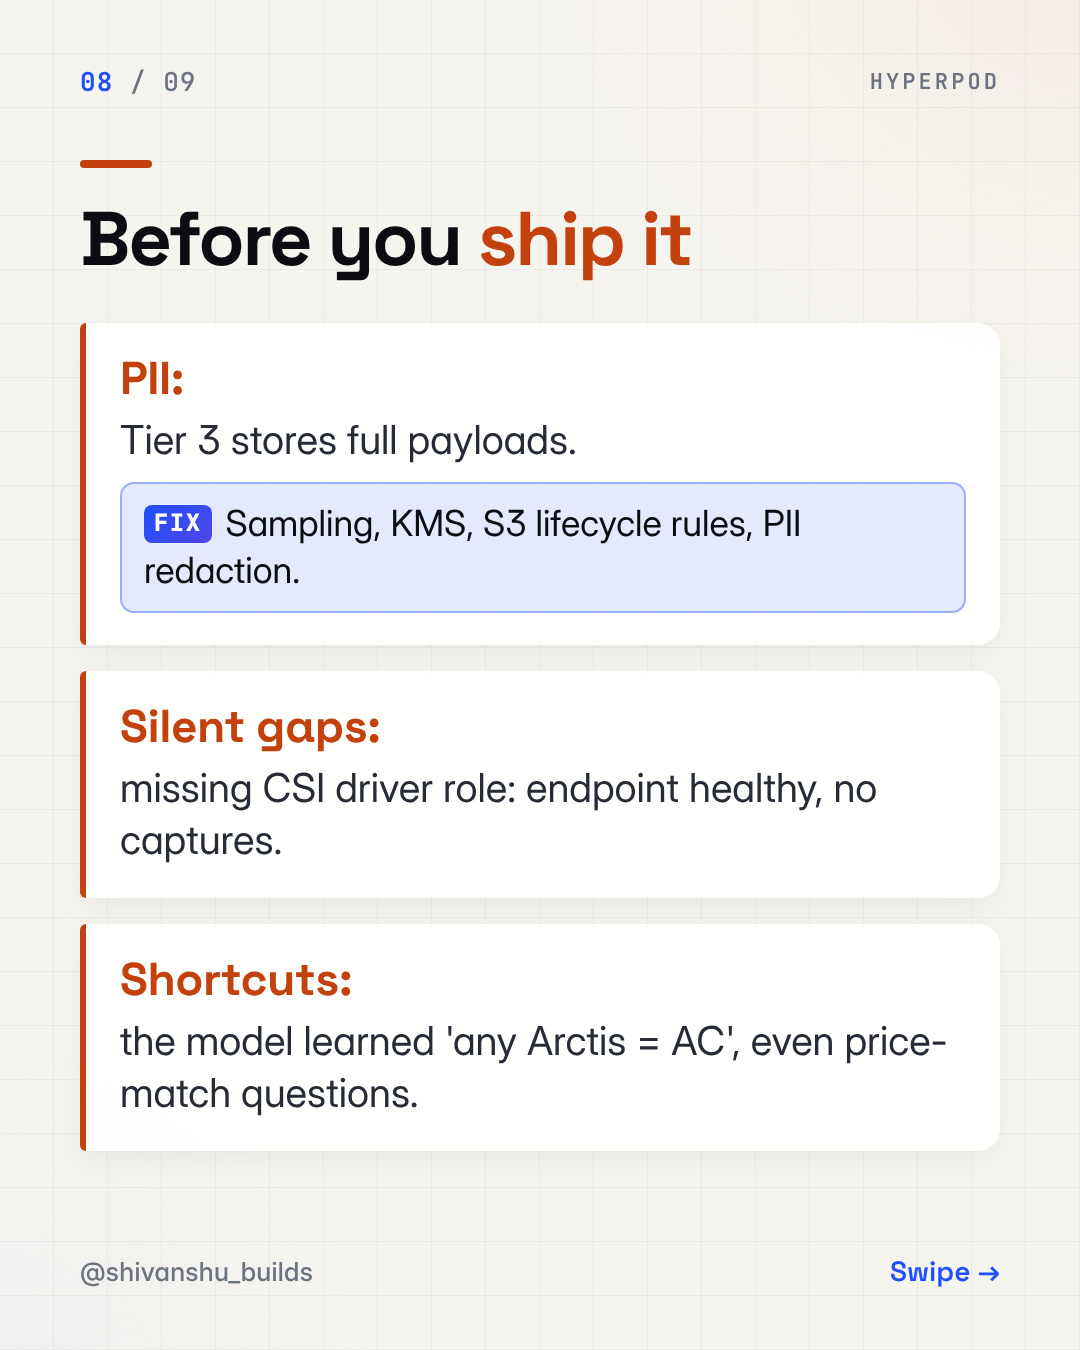 08 / 09
HYPERPOD
Before you ship it
PII:
Tier 3 stores full payloads.
FIX Sampling, KMS, S3 lifecycle rules, PII
redaction.
Silent gaps:
missing CSI driver role: endpoint healthy, no
captures.
Shortcuts:
the model learned 'any Arctis = AC', even price-
match questions.
@shivanshu_builds
Swipe →